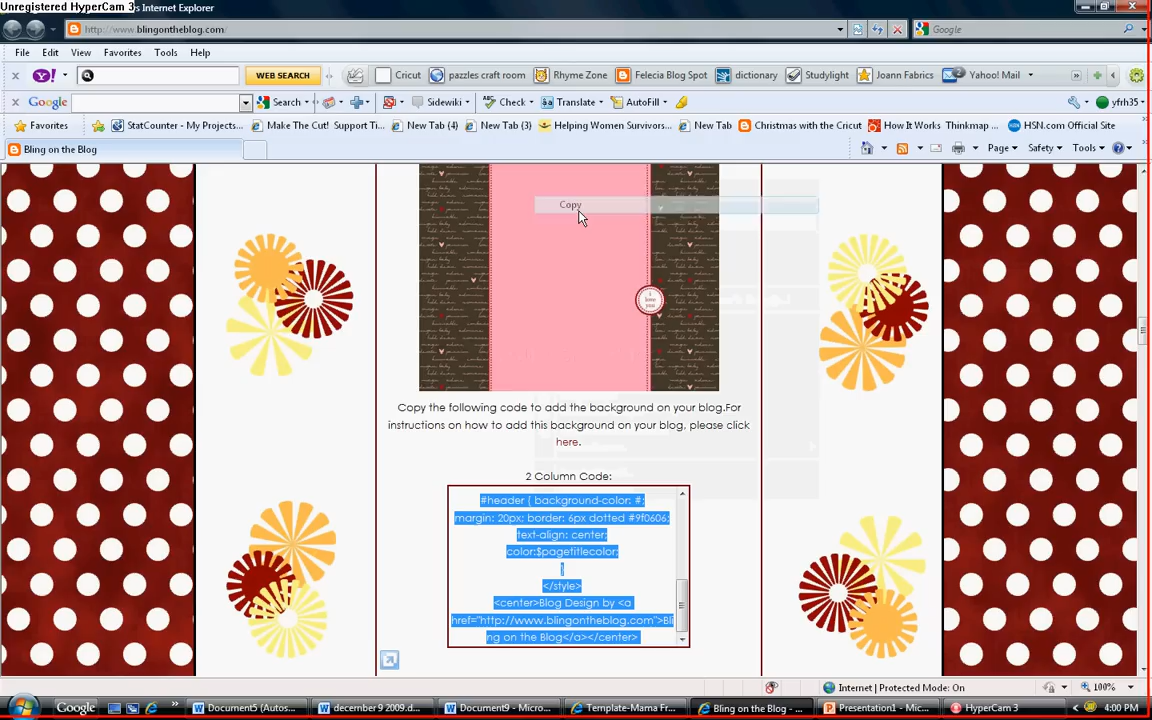 Unregistered HyperCam 3
s Internet Explorer
http://www.blingontheblog.com/
Google
File Edit View Favorites Tools Help
Y! WEB SEARCH Cricut pazzles craft room Rhyme Zone Felecia Blog Spot dictionary Studylight Joann Fabrics Yahoo! Mail
Google Search Sidewiki Check Translate AutoFill yfrh35
Favorites StatCounter - My Projects... Make The Cut! Support Ti... New Tab (4) New Tab (3) Helping Women Survivors... New Tab Christmas with the Cricut How It Works Thinkmap ... HSN.com Official Site
Bling on the Blog Page Safety Tools
Copy
i
love
you
Copy the following code to add the background on your blog.For
instructions on how to add this background on your blog, please click
here.
2 Column Code:
#header { background-color: #;
margin: 20px; border: 6px dotted #9f0606;
text-align: center;
color:$pagetitlecolor;
}
</style>
<center>Blog Design by <a
href="http://www.blingontheblog.com">Bli
ng on the Blog</a></center>
Internet | Protected Mode: On 100%
Google Document5 (Autos... december 9 2009.d... Document9 - Micros... Template-Mama Fr... Bling on the Blog - ... Presentation1 - Mic... HyperCam 3 4:00 PM